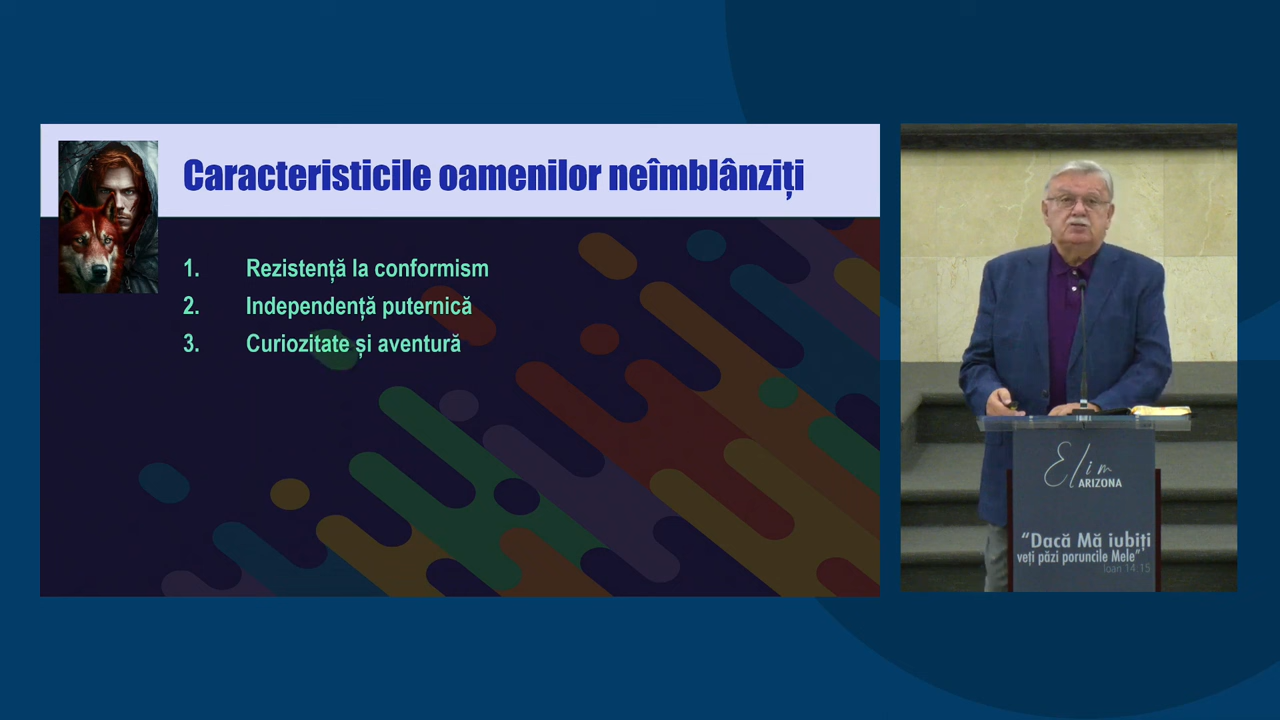 Caracteristicile oamenilor neîmblânziți
1. Rezistență la conformism
2. Independență puternică
3. Curiozitate și aventură
Elim
ARIZONA
“Dacă Mă iubiți
veți păzi poruncile Mele”
Ioan 14:15